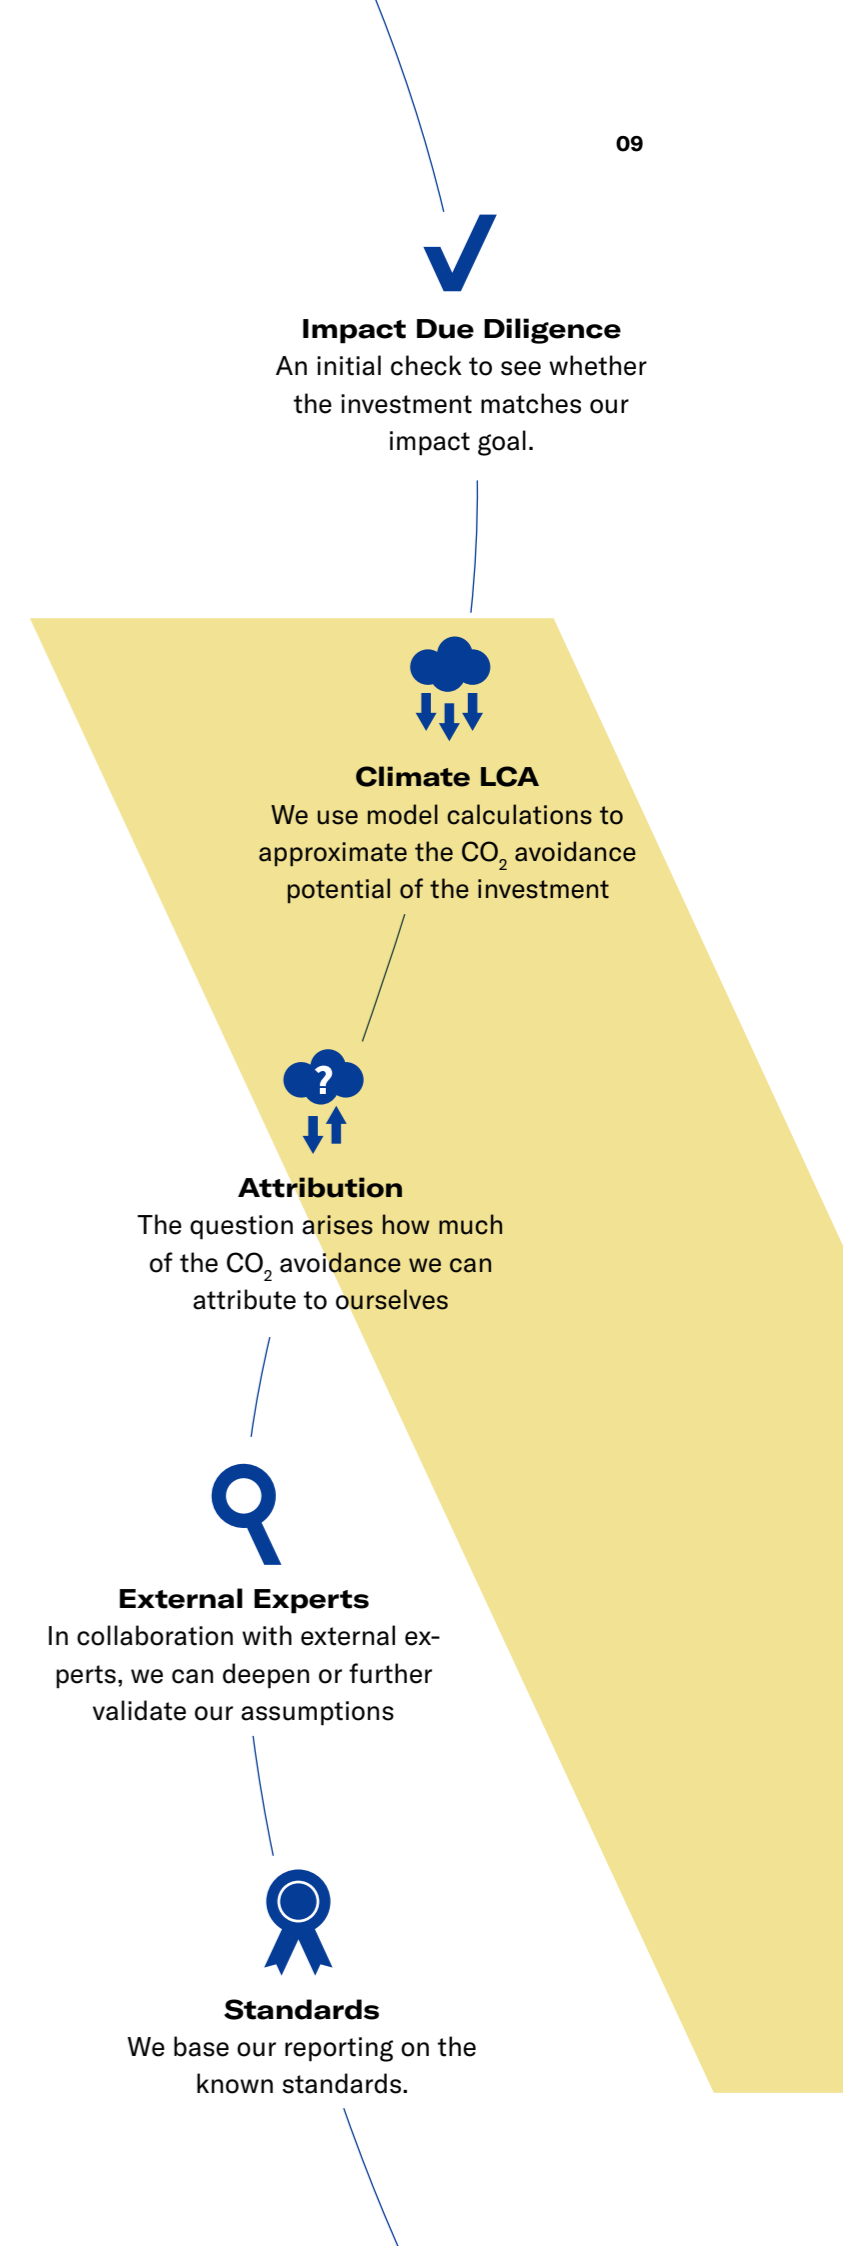 09
Impact Due Diligence
An initial check to see whether
the investment matches our
impact goal.
Climate LCA
We use model calculations to
approximate the CO₂ avoidance
potential of the investment
?
Attribution
The question arises how much
of the CO₂ avoidance we can
attribute to ourselves
External Experts
In collaboration with external ex-
perts, we can deepen or further
validate our assumptions
Standards
We base our reporting on the
known standards.